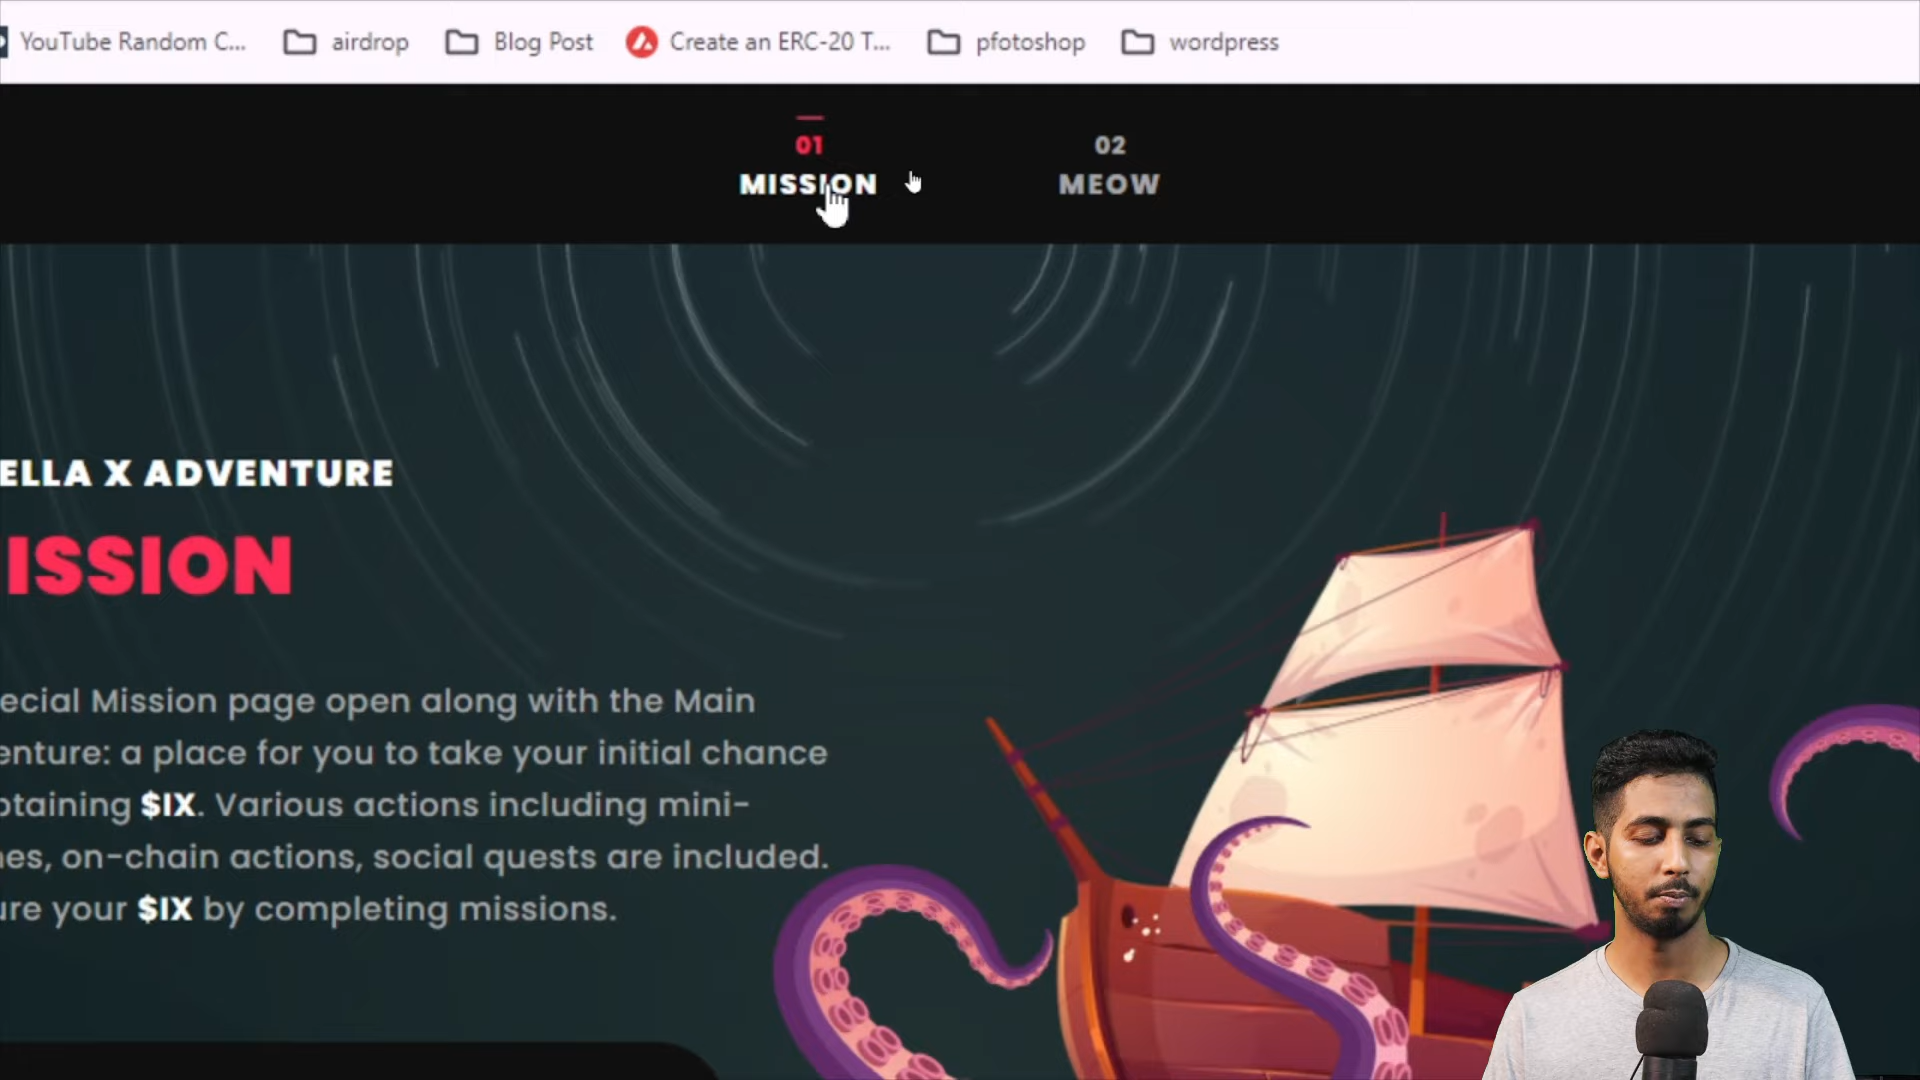 YouTube Random C... airdrop Blog Post Create an ERC-20 T... pfotoshop wordpress
01 02
MISSION MEOW
ELLA X ADVENTURE
ISSION
ecial Mission page open along with the Main
enture: a place for you to take your initial chance
otaining $IX. Various actions including mini-
nes, on-chain actions, social quests are included.
ure your $IX by completing missions.